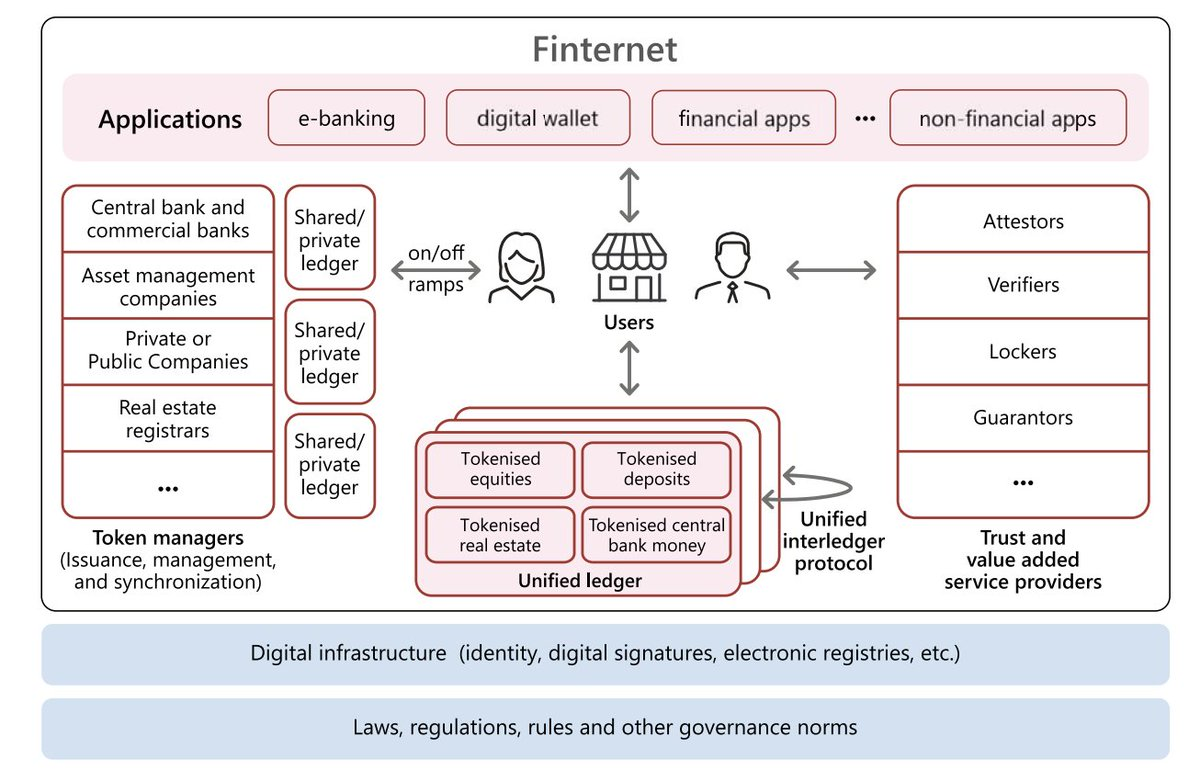 Finternet
Applications
e-banking
digital wallet
financial apps
...
non-financial apps
Central bank and
commercial banks
Asset management
companies
Private or
Public Companies
Real estate
registrars
...
Token managers
(Issuance, management,
and synchronization)
Shared/
private
ledger
Shared/
private
ledger
Shared/
private
ledger
on/off
ramps
Users
Tokenised
equities
Tokenised
deposits
Tokenised
real estate
Tokenised central
bank money
Unified ledger
Unified
interledger
protocol
Attestors
Verifiers
Lockers
Guarantors
...
Trust and
value added
service providers
Digital infrastructure (identity, digital signatures, electronic registries, etc.)
Laws, regulations, rules and other governance norms